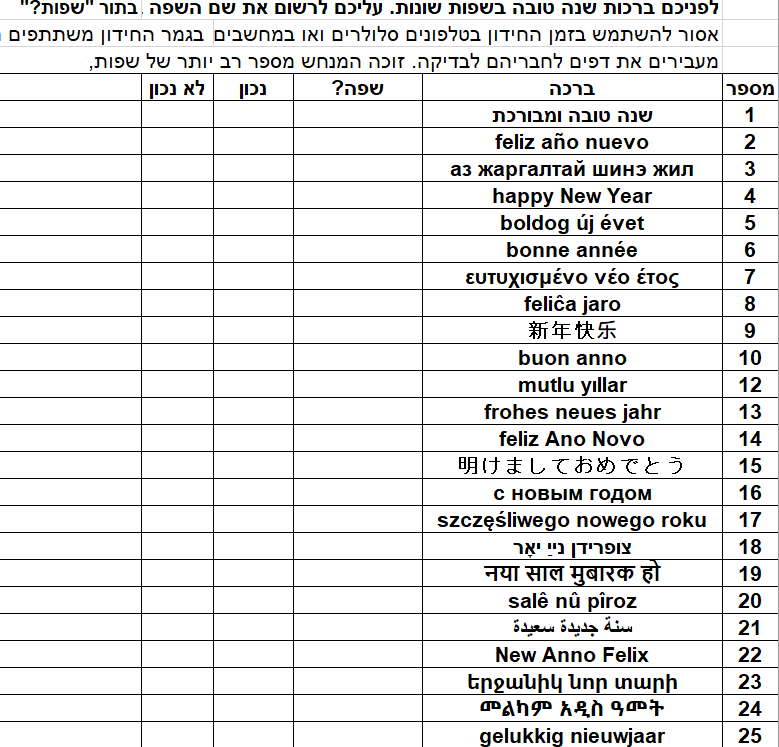 לפניכם ברכות שנה טובה בשפות שונות. עליכם לרשום את שם השפה . בתור "שפות?"
אסור להשתמש בזמן החידון בטלפונים סלולרים ואו במחשבים בגמר החידון משתתפים
מעבירים את דפים לחבריהם לבדיקה. זוכה המנחש מספר רב יותר של שפות,
מספר ברכה שפה? נכון לא נכון
1 שנה טובה ומבורכת
2 feliz año nuevo
3 аз жаргалтай шинэ жил
4 happy New Year
5 boldog új évet
6 bonne année
7 ευτυχισμένο νέο έτος
8 feliĉa jaro
9 新年快乐
10 buon anno
12 mutlu yıllar
13 frohes neues jahr
14 feliz Ano Novo
15 明けましておめでとう
16 с новым годом
17 szczęśliwego nowego roku
18 צופרידן נייַ יאָר
19 नया साल मुबारक हो
20 salê nû pîroz
21 سنة جديدة سعيدة
22 New Anno Felix
23 երջանիկ նոր տարի
24 መልካም አዲስ ዓመት
25 gelukkig nieuwjaar